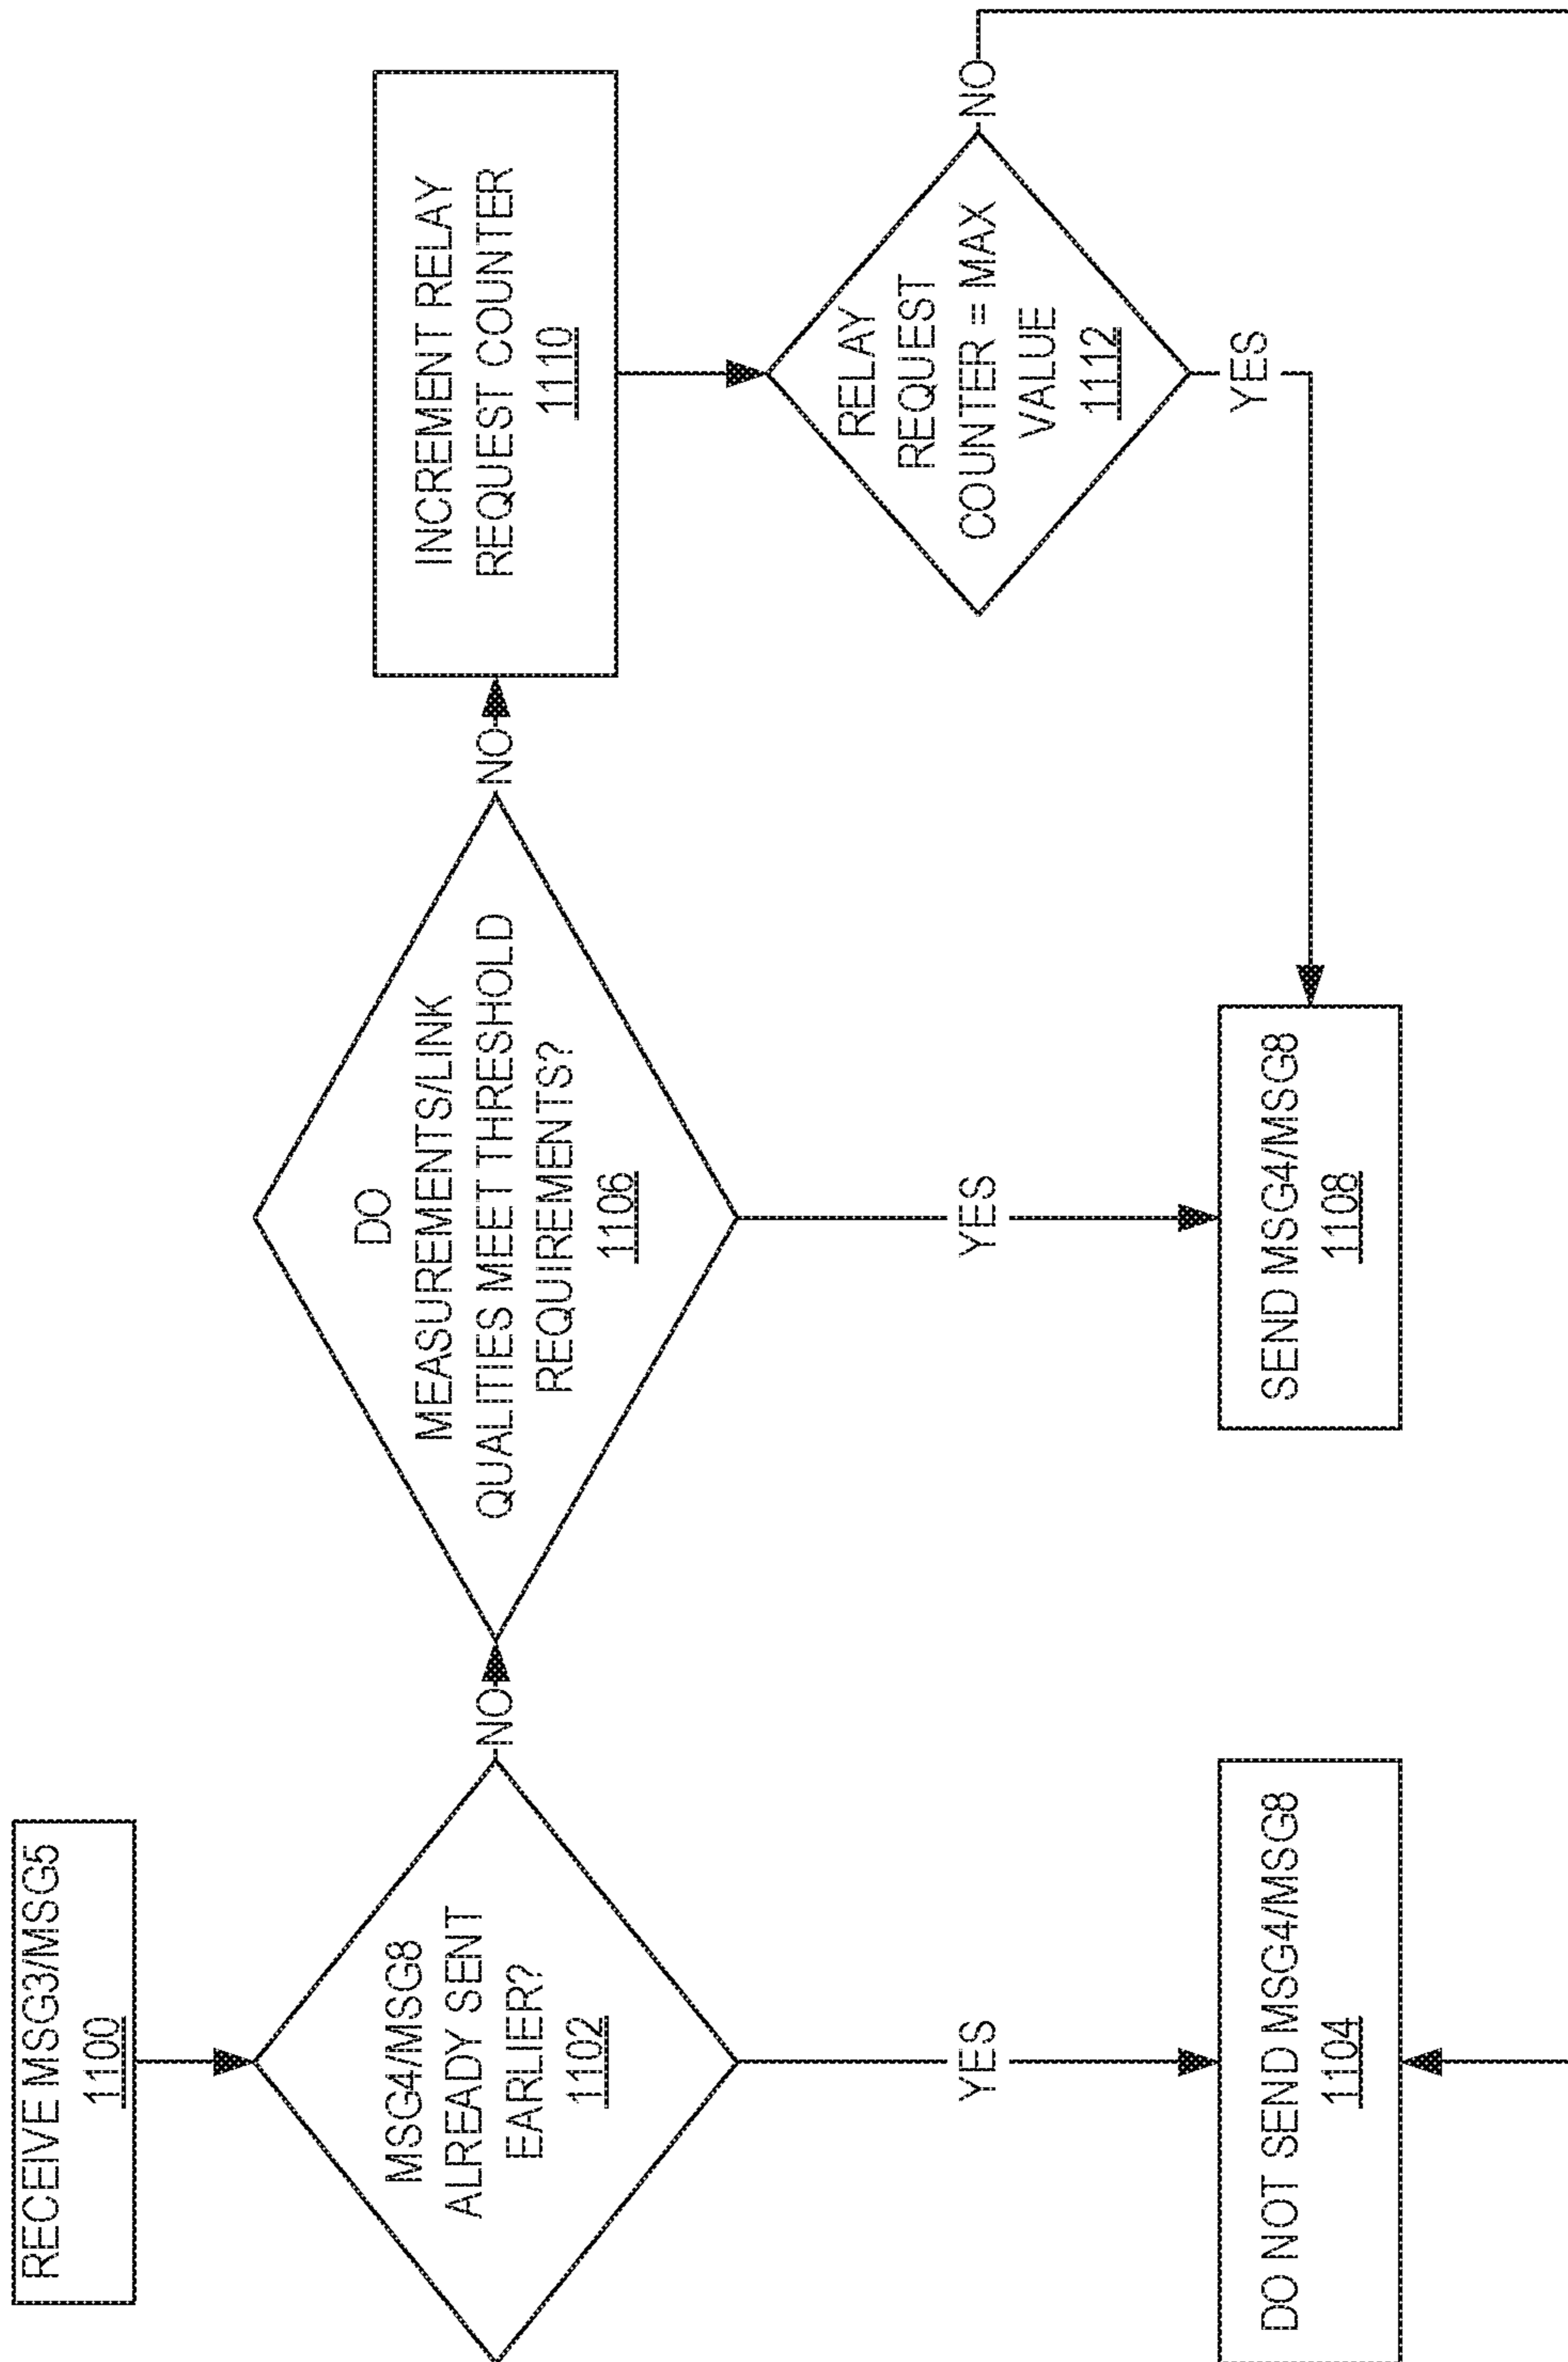 RECEIVE MSG3/MSG5
1100
MSG4/MSG8
ALREADY SENT
EARLIER?
1102
NO
YES
DO NOT SEND MSG4/MSG8
1104
DO
MEASUREMENTS/LINK
QUALITIES MEET THRESHOLD
REQUIREMENTS?
1106
NO
YES
SEND MSG4/MSG8
1108
INCREMENT RELAY
REQUEST COUNTER
1110
RELAY
REQUEST
COUNTER = MAX
VALUE
1112
NO
YES